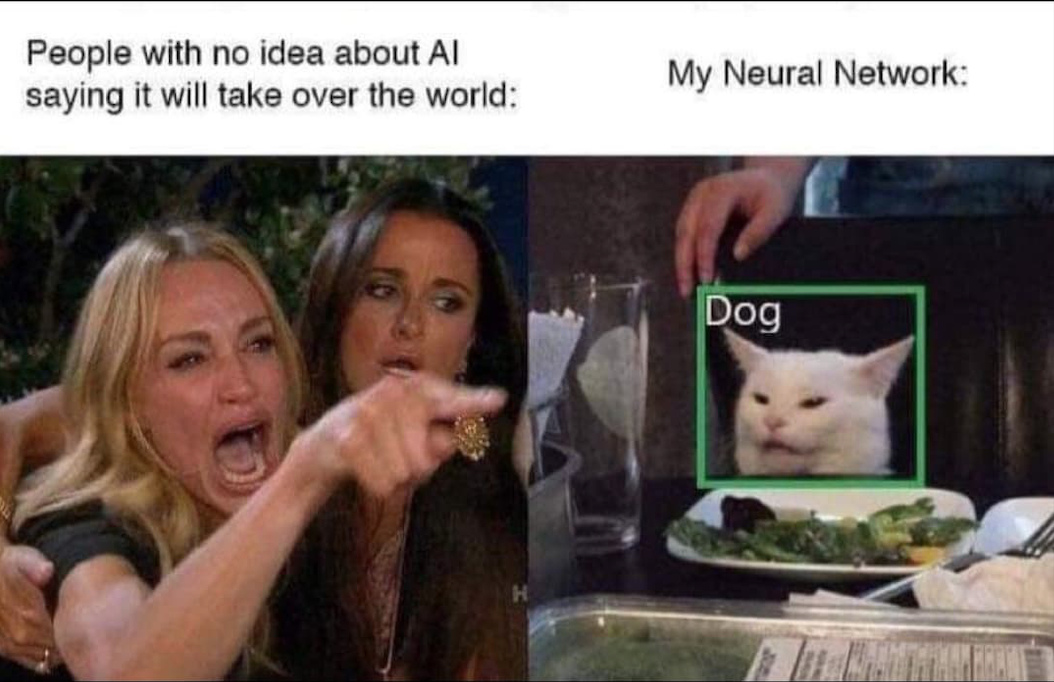 People with no idea about AI
saying it will take over the world:
My Neural Network:
Dog